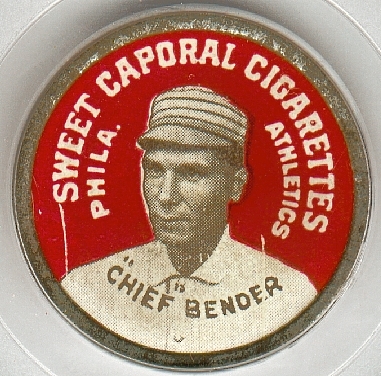 SWEET CAPORAL CIGARETTES
PHILA.
ATHLETICS
"CHIEF" BENDER